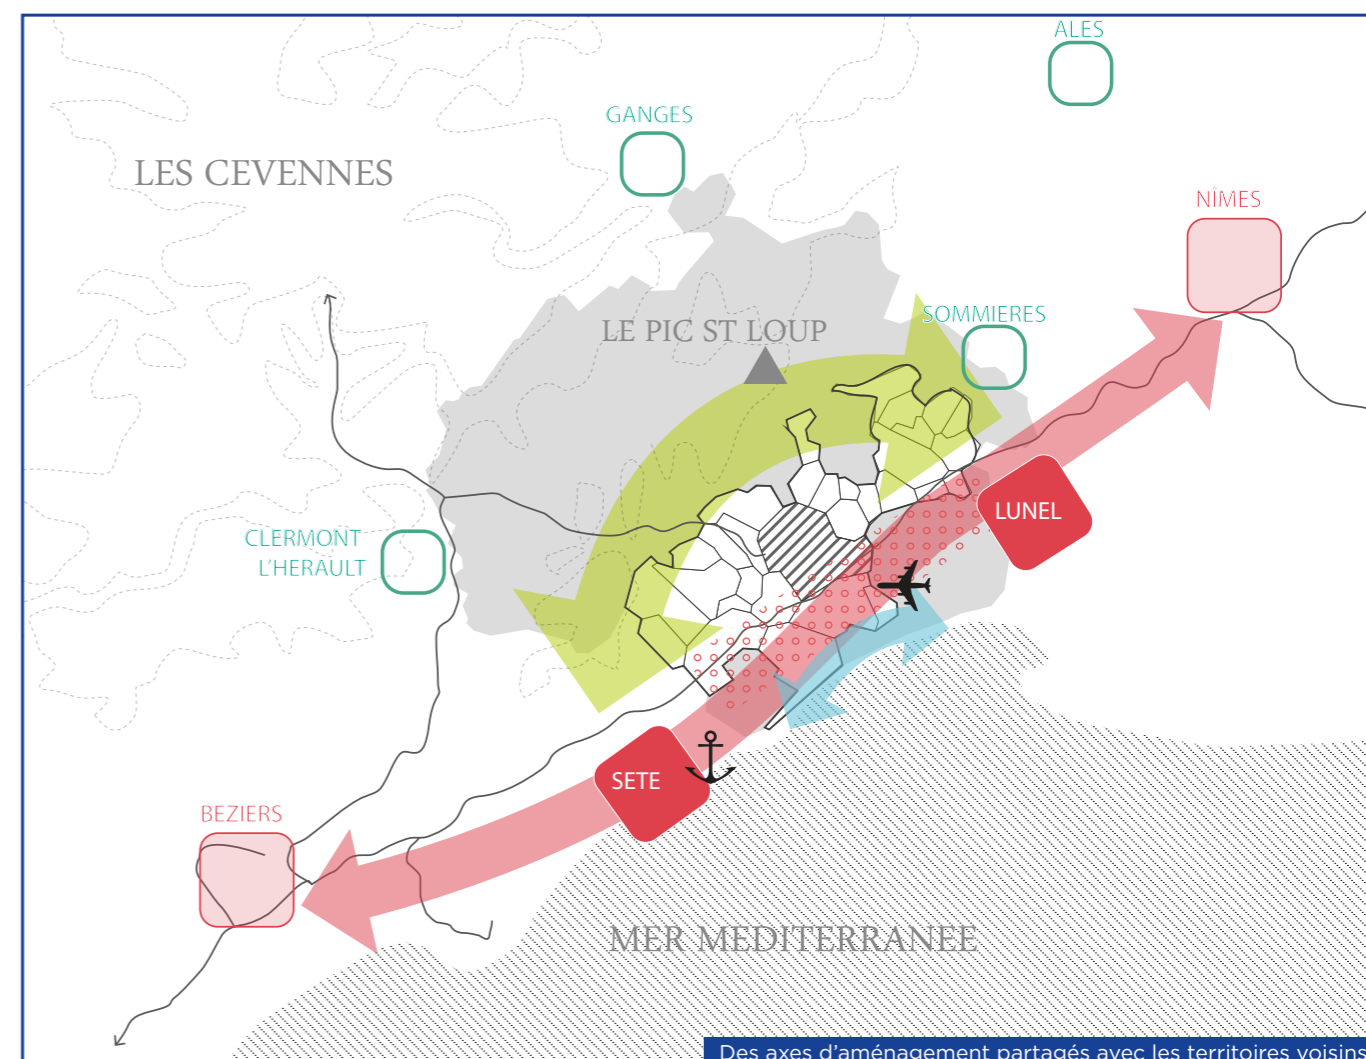 ALES
GANGES
LES CEVENNES
NÎMES
SOMMIERES
LE PIC ST LOUP
LUNEL
CLERMONT
L'HERAULT
SETE
BEZIERS
MER MEDITERRANEE
Des axes d'aménagement partagés avec les territoires voisins